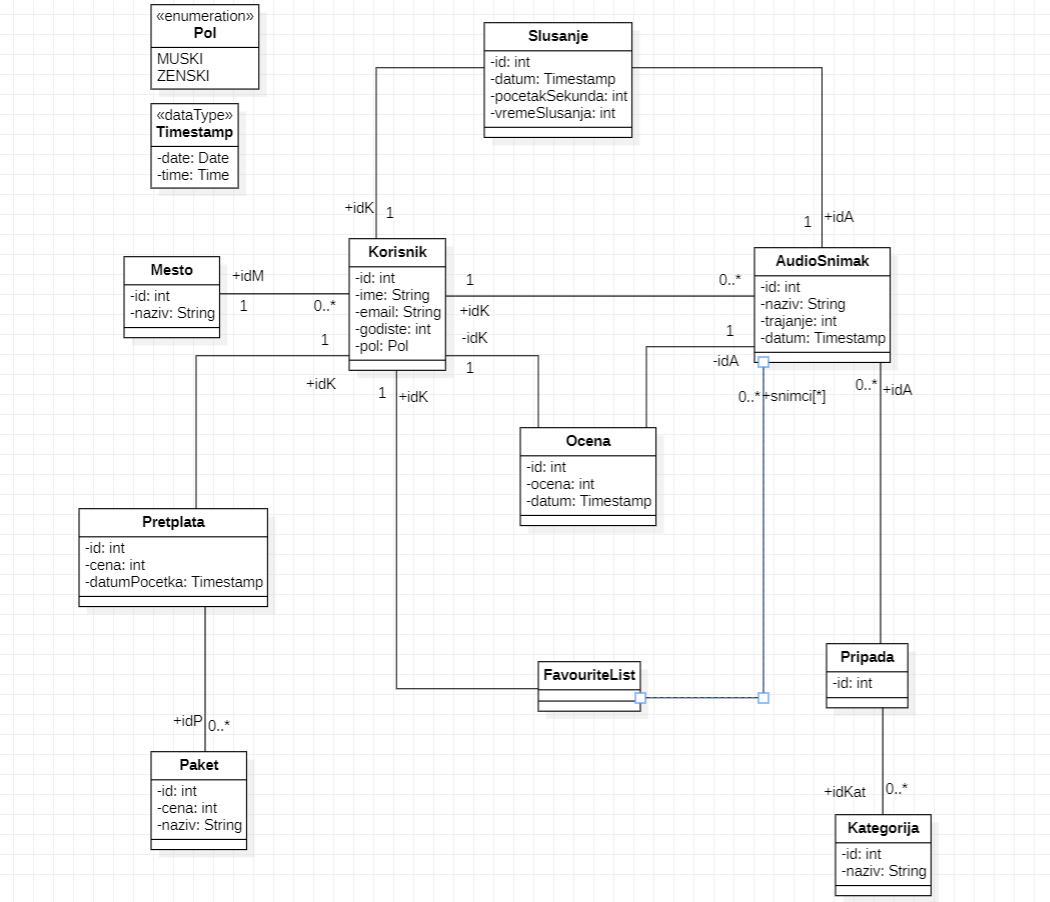 «enumeration»
Pol
MUSKI
ZENSKI
«dataType»
Timestamp
-date: Date
-time: Time
Slusanje
-id: int
-datum: Timestamp
-pocetakSekunda: int
-vremeSlusanja: int
+idK
1
1
+idA
Mesto
-id: int
-naziv: String
+idM
1
0..*
Korisnik
-id: int
-ime: String
-email: String
-godiste: int
-pol: Pol
1
+idK
0..*
AudioSnimak
-id: int
-naziv: String
-trajanje: int
-datum: Timestamp
-idK
1
1
-idA
1
+idK
1
+idK
0..*
+snimci[*]
0..*
+idA
Ocena
-id: int
-ocena: int
-datum: Timestamp
Pretplata
-id: int
-cena: int
-datumPocetka: Timestamp
FavouriteList
Pripada
-id: int
+idP
0..*
Paket
-id: int
-cena: int
-naziv: String
+idKat
0..*
Kategorija
-id: int
-naziv: String